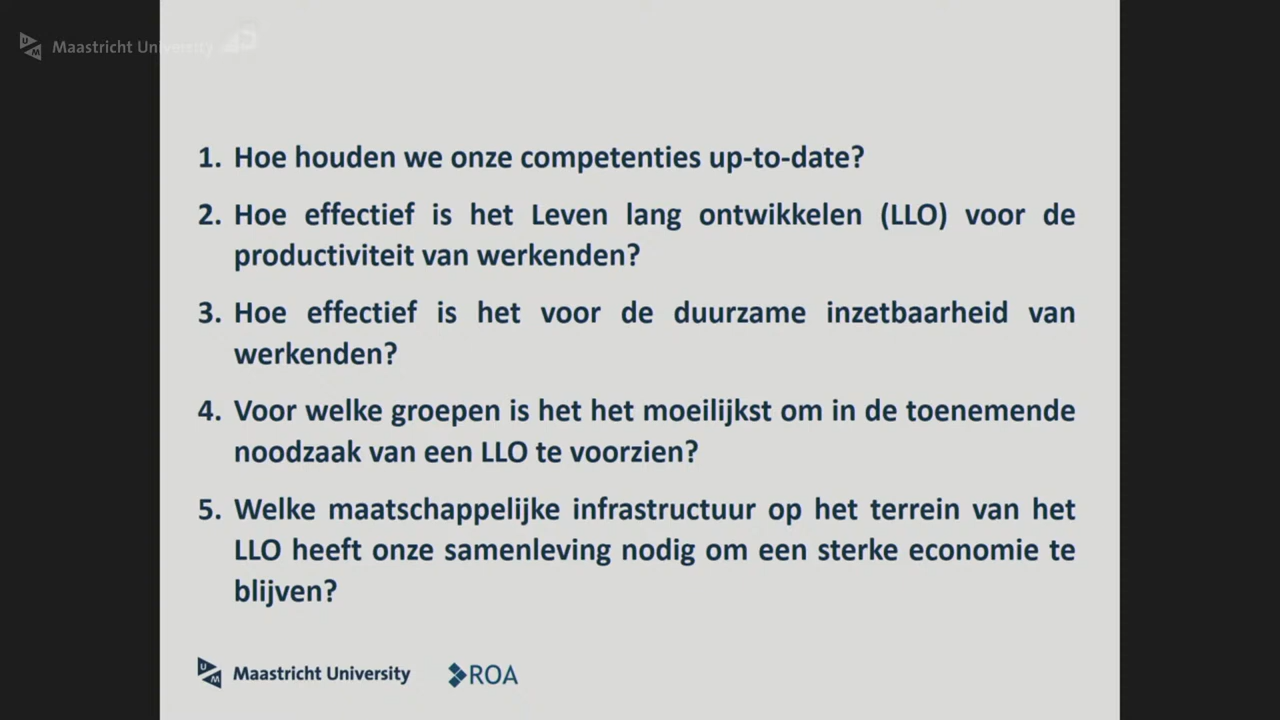 Maastricht University
1. Hoe houden we onze competenties up-to-date?
2. Hoe effectief is het Leven lang ontwikkelen (LLO) voor de
productiviteit van werkenden?
3. Hoe effectief is het voor de duurzame inzetbaarheid van
werkenden?
4. Voor welke groepen is het het moeilijkst om in de toenemende
noodzaak van een LLO te voorzien?
5. Welke maatschappelijke infrastructuur op het terrein van het
LLO heeft onze samenleving nodig om een sterke economie te
blijven?
Maastricht University ROA